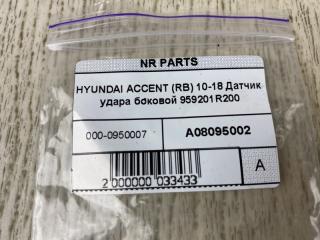 NR PARTS
HYUNDAI ACCENT (RB) 10-18 Датчик
удара боковой 959201R200
000-0950007
A08095002
A
2 000000 033433